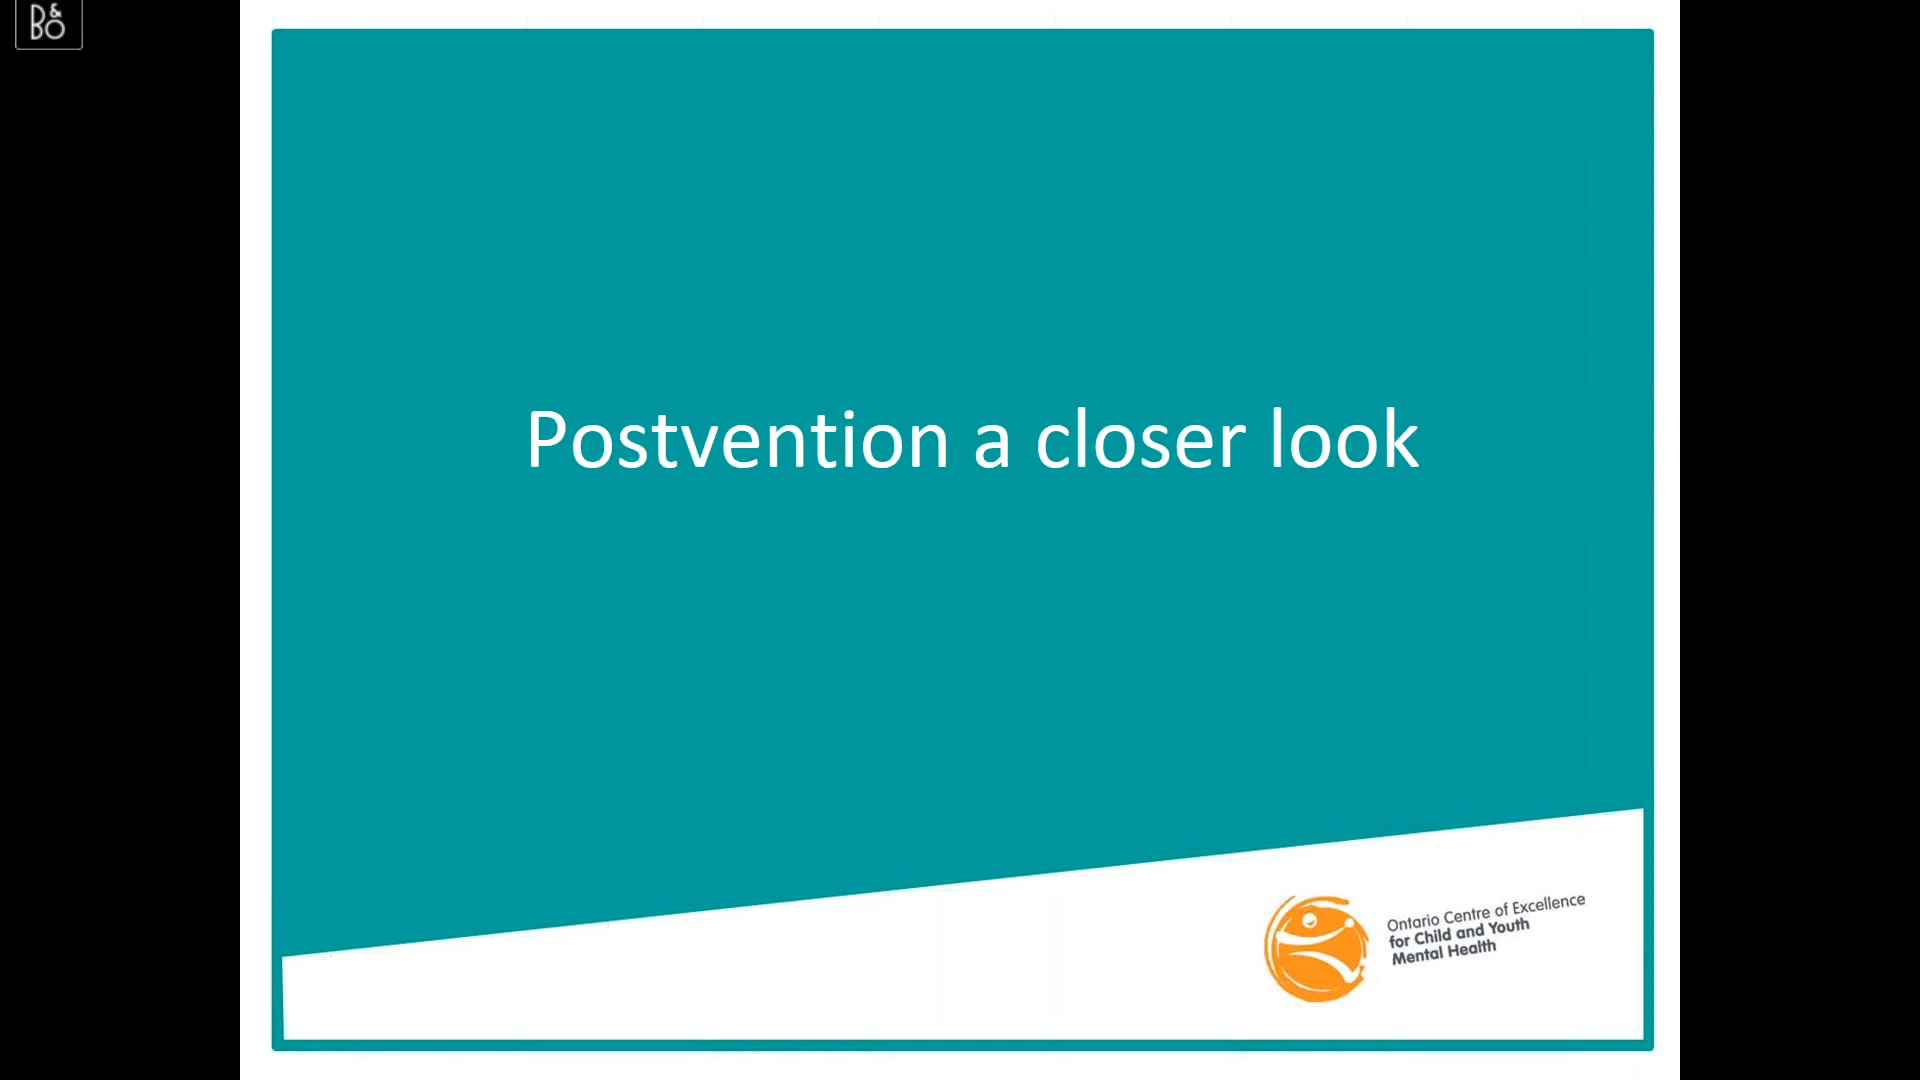 B&O
Postvention a closer look
Ontario Centre of Excellence
for Child and Youth
Mental Health